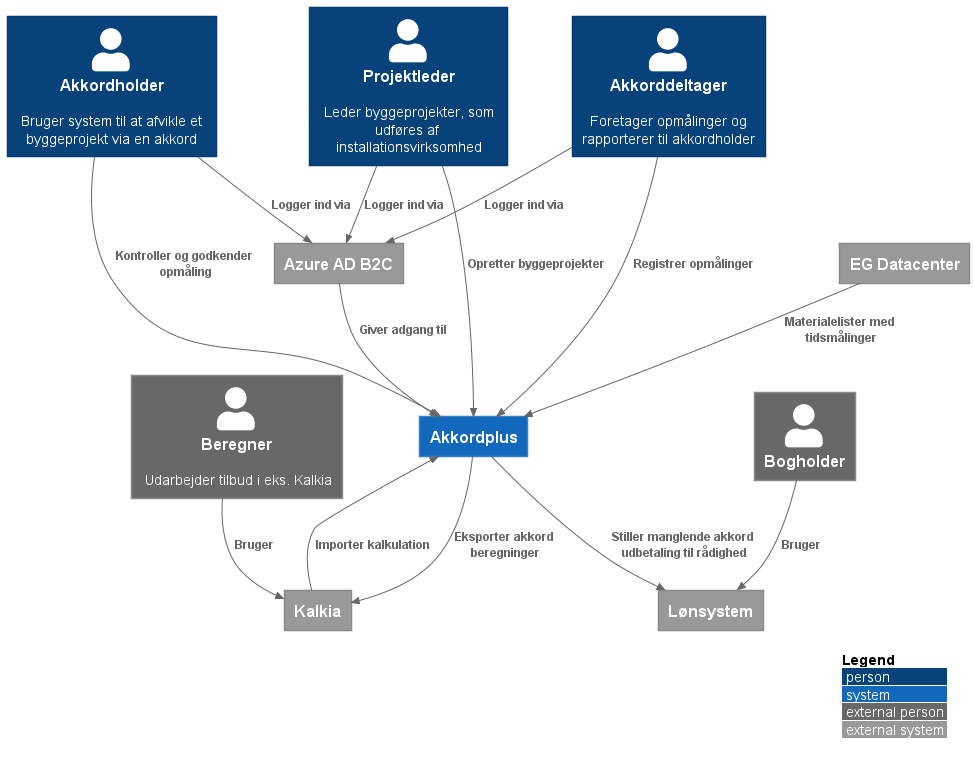 Akkordholder
Bruger system til at afvikle et
byggeprojekt via en akkord
Projektleder
Leder byggeprojekter, som
udføres af
installationsvirksomhed
Akkorddeltager
Foretager opmålinger og
rapporterer til akkordholder
Logger ind via
Logger ind via
Logger ind via
Kontroller og godkender
opmåling
Azure AD B2C
Opretter byggeprojekter
Registrer opmålinger
EG Datacenter
Giver adgang til
Materialelister med
tidsmålinger
Beregner
Udarbejder tilbud i eks. Kalkia
Akkordplus
Bogholder
Bruger
Importer kalkulation
Eksporter akkord
beregninger
Stiller manglende akkord
udbetaling til rådighed
Bruger
Kalkia
Lønsystem
Legend
person
system
external person
external system